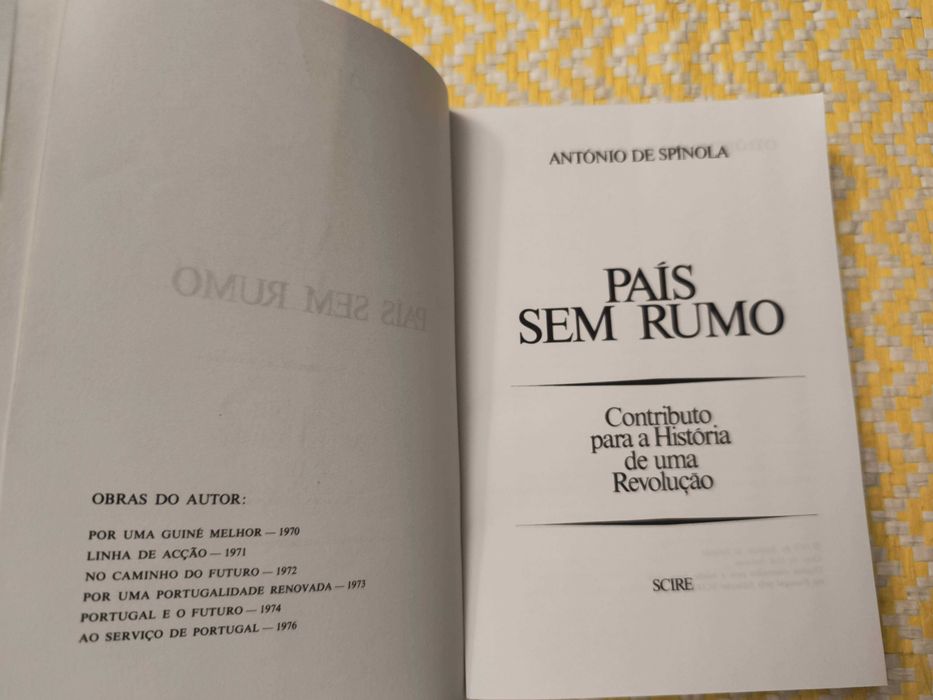 OBRAS DO AUTOR:
POR UMA GUINÉ MELHOR — 1970
LINHA DE ACÇÃO — 1971
NO CAMINHO DO FUTURO — 1972
POR UMA PORTUGALIDADE RENOVADA — 1973
PORTUGAL E O FUTURO — 1974
AO SERVIÇO DE PORTUGAL — 1976
ANTÓNIO DE SPÍNOLA
PAÍS
SEM RUMO
Contributo
para a História
de uma
Revolução
SCIRE